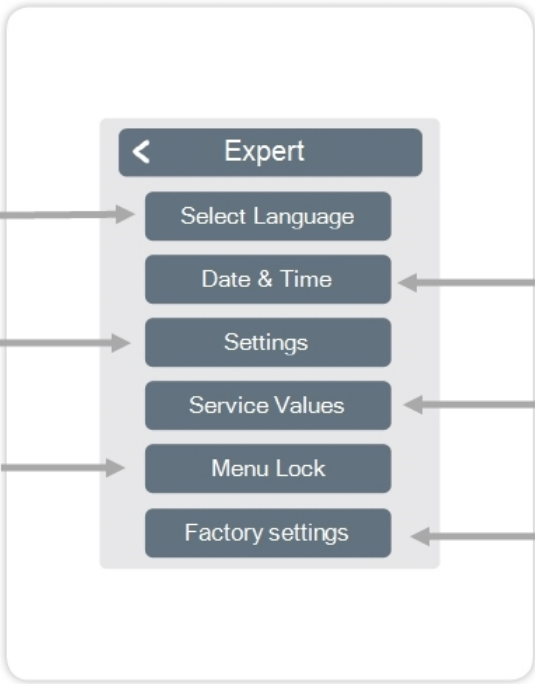 Expert
Select Language
Date & Time
Settings
Service Values
Menu Lock
Factory settings